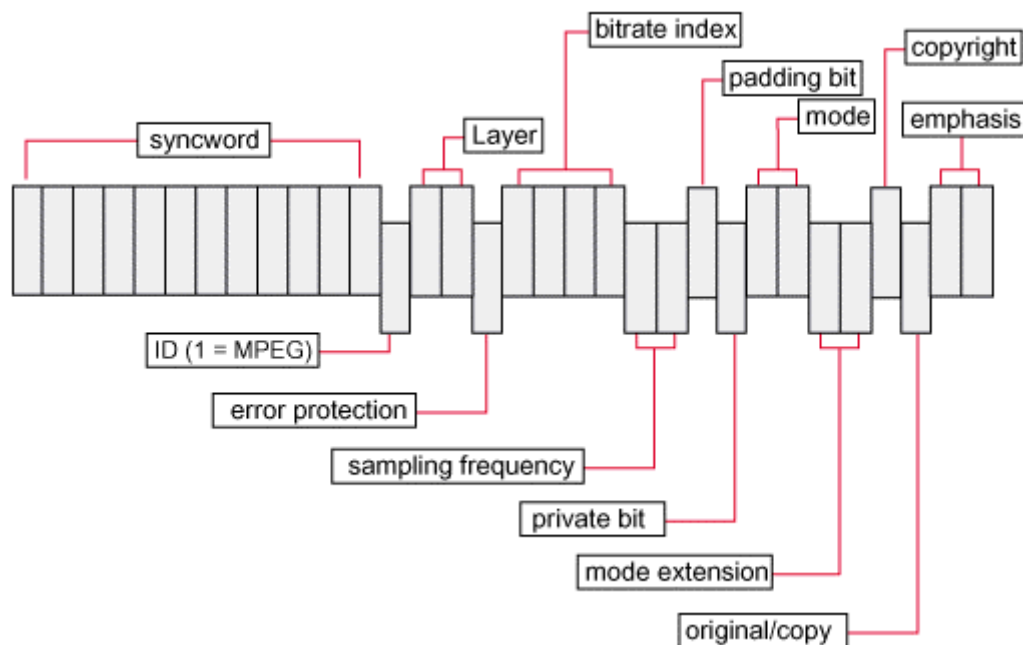 bitrate index
copyright
padding bit
mode
emphasis
syncword
Layer
ID (1 = MPEG)
error protection
sampling frequency
private bit
mode extension
original/copy